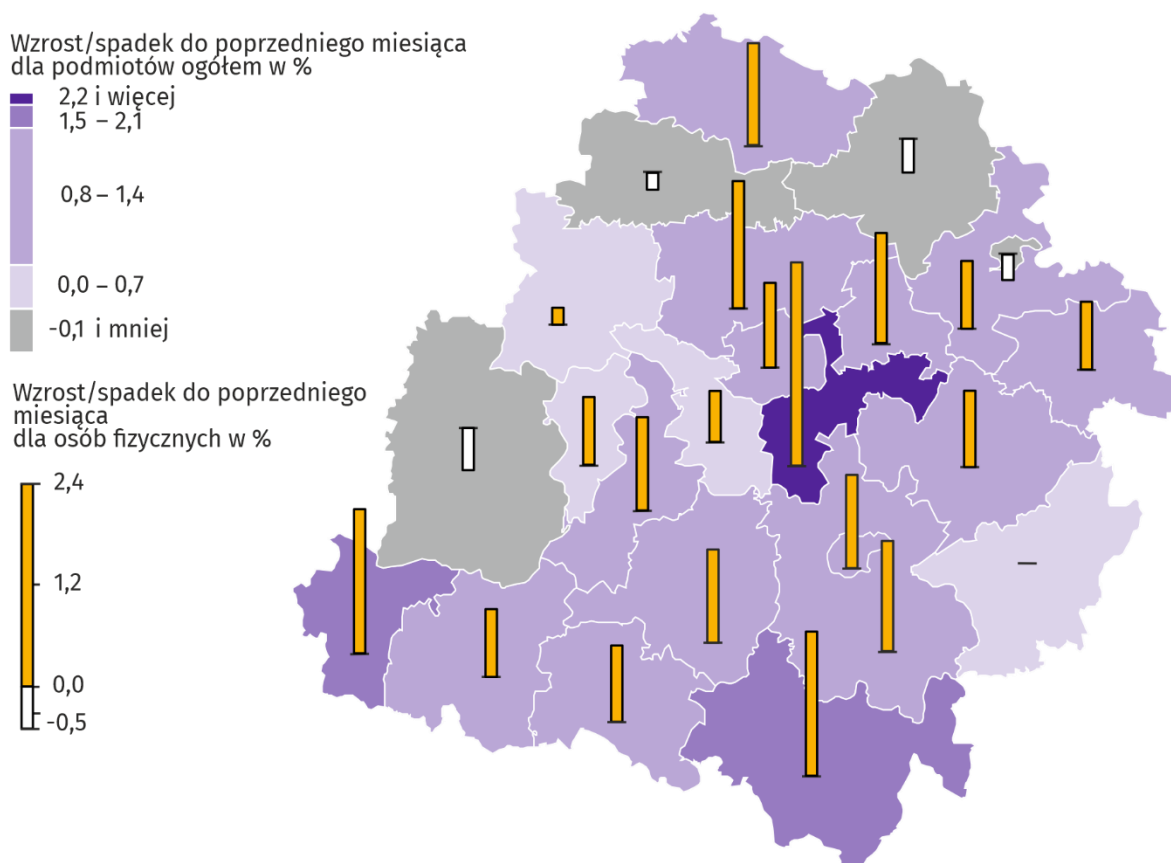 Wzrost/spadek do poprzedniego miesiąca
dla podmiotów ogółem w %
2,2 i więcej
1,5 – 2,1
0,8 – 1,4
0,0 – 0,7
-0,1 i mniej
Wzrost/spadek do poprzedniego
miesiąca
dla osób fizycznych w %
2,4
1,2
0,0
-0,5